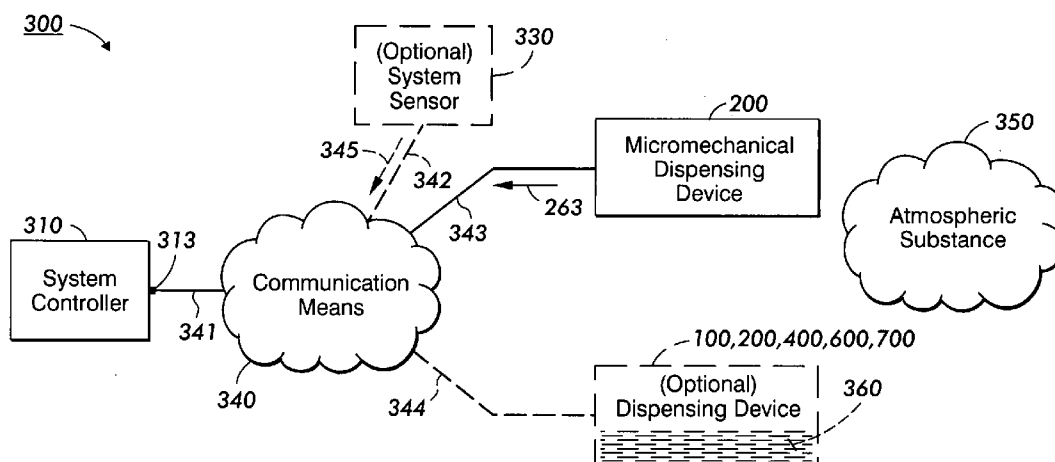 300
(Optional)
System
Sensor
330
200
350
345
342
Micromechanical
Dispensing
Device
263
343
Atmospheric
Substance
310
313
System
Controller
Communication
Means
341
340
100,200,400,600,700
344
(Optional)
Dispensing Device
360